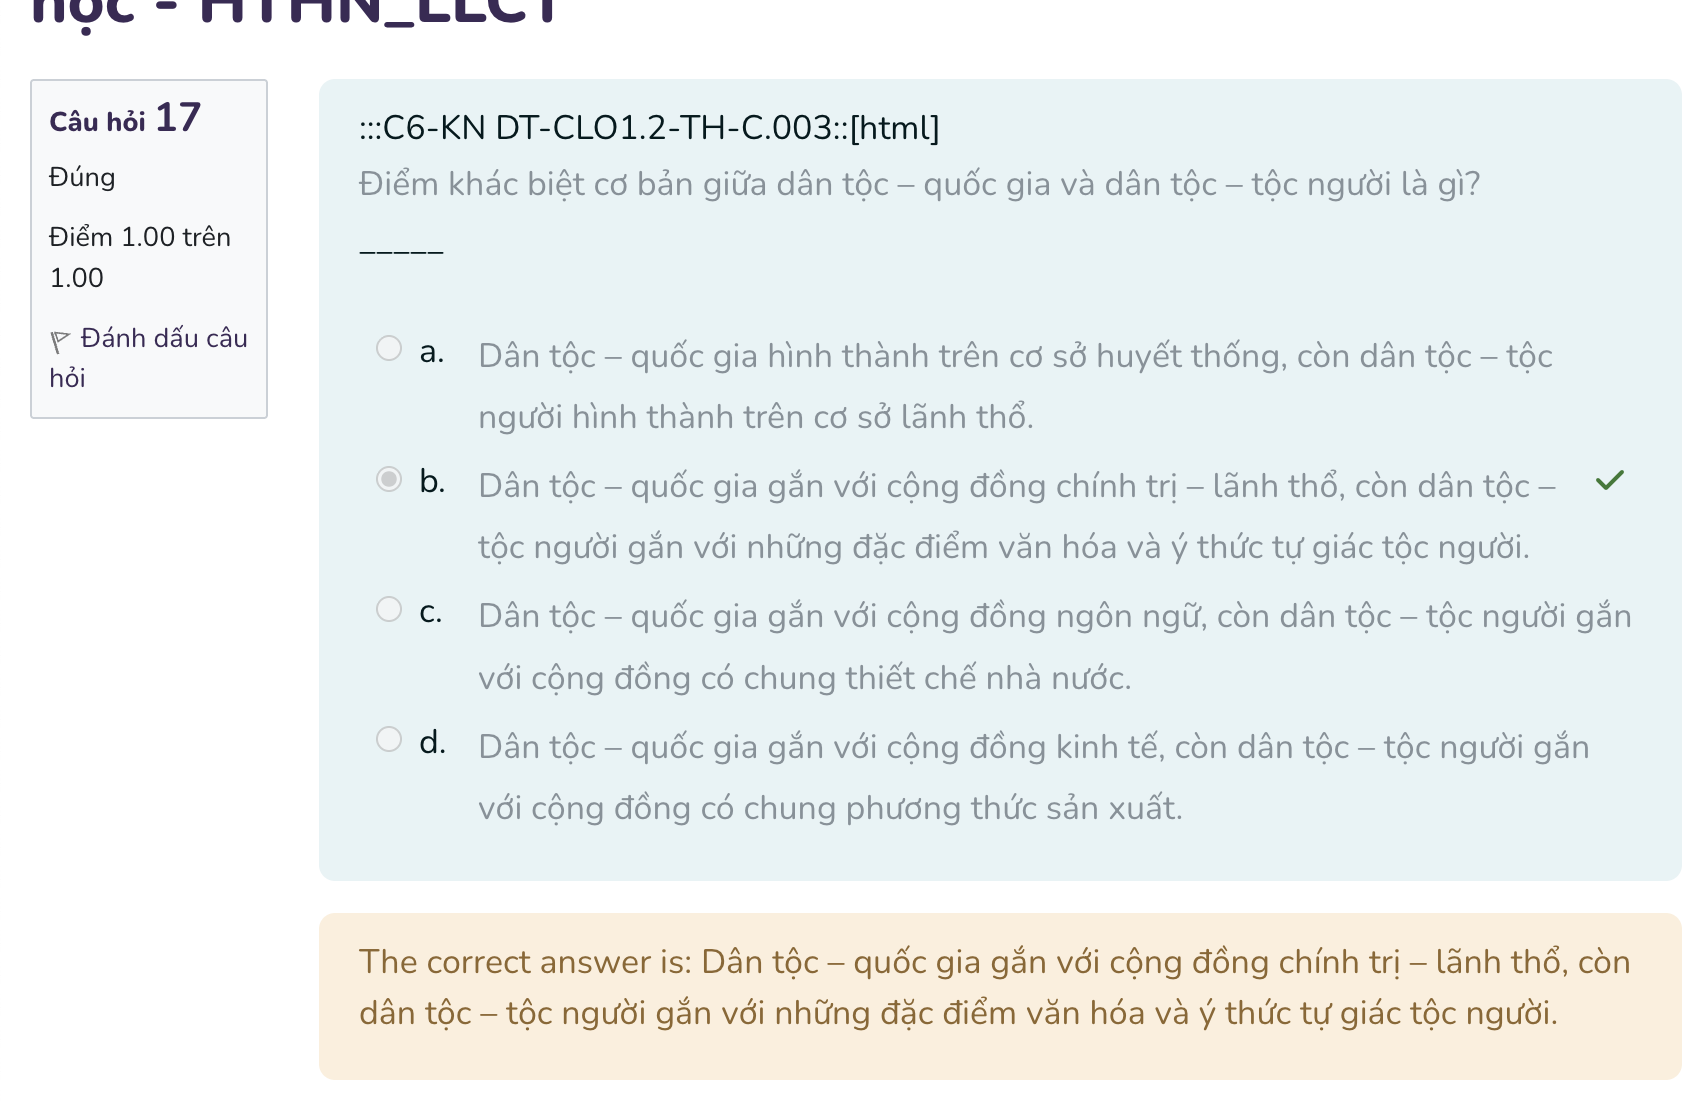 học - HTHN_LLCT
Câu hỏi 17
Đúng
Điểm 1.00 trên
1.00
Đánh dấu câu
hỏi
:::C6-KN DT-CLO1.2-TH-C.003::[html]
Điểm khác biệt cơ bản giữa dân tộc – quốc gia và dân tộc – tộc người là gì?
_____
a. Dân tộc – quốc gia hình thành trên cơ sở huyết thống, còn dân tộc – tộc
người hình thành trên cơ sở lãnh thổ.
b. Dân tộc – quốc gia gắn với cộng đồng chính trị – lãnh thổ, còn dân tộc –
tộc người gắn với những đặc điểm văn hóa và ý thức tự giác tộc người.
c. Dân tộc – quốc gia gắn với cộng đồng ngôn ngữ, còn dân tộc – tộc người gắn
với cộng đồng có chung thiết chế nhà nước.
d. Dân tộc – quốc gia gắn với cộng đồng kinh tế, còn dân tộc – tộc người gắn
với cộng đồng có chung phương thức sản xuất.
The correct answer is: Dân tộc – quốc gia gắn với cộng đồng chính trị – lãnh thổ, còn
dân tộc – tộc người gắn với những đặc điểm văn hóa và ý thức tự giác tộc người.